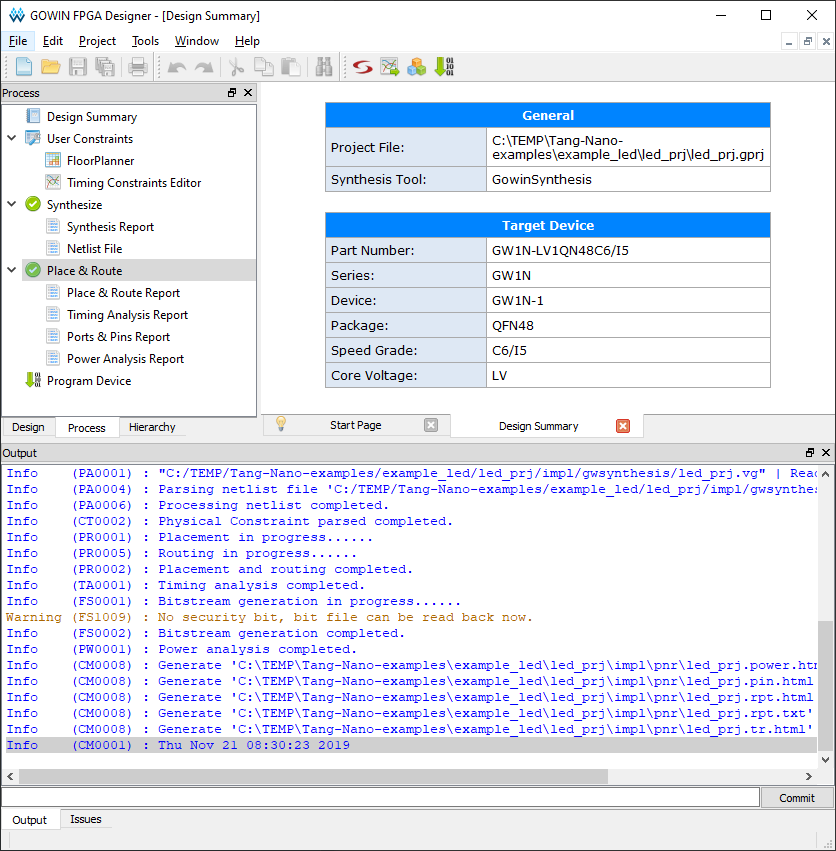 GOWIN FPGA Designer - [Design Summary]
File Edit Project Tools Window Help
Process
Design Summary
User Constraints
FloorPlanner
Timing Constraints Editor
Synthesize
Synthesis Report
Netlist File
Place & Route
Place & Route Report
Timing Analysis Report
Ports & Pins Report
Power Analysis Report
Program Device
Design Process Hierarchy
General
Project File: C:\TEMP\Tang-Nano-
examples\example_led\led_prj\led_prj.gprj
Synthesis Tool: GowinSynthesis
Target Device
Part Number: GW1N-LV1QN48C6/I5
Series: GW1N
Device: GW1N-1
Package: QFN48
Speed Grade: C6/I5
Core Voltage: LV
Start Page Design Summary
Output
Info (PA0001) : "C:/TEMP/Tang-Nano-examples/example_led/led_prj/impl/gwsynthesis/led_prj.vg" | Read
Info (PA0004) : Parsing netlist file 'C:/TEMP/Tang-Nano-examples/example_led/led_prj/impl/gwsynthes
Info (PA0006) : Processing netlist completed.
Info (CT0002) : Physical Constraint parsed completed.
Info (PR0001) : Placement in progress......
Info (PR0005) : Routing in progress......
Info (PR0002) : Placement and routing completed.
Info (TA0001) : Timing analysis completed.
Info (FS0001) : Bitstream generation in progress......
Warning (FS1009) : No security bit, bit file can be read back now.
Info (FS0002) : Bitstream generation completed.
Info (PW0001) : Power analysis completed.
Info (CM0008) : Generate 'C:\TEMP\Tang-Nano-examples\example_led\led_prj\impl\pnr\led_prj.power.htm
Info (CM0008) : Generate 'C:\TEMP\Tang-Nano-examples\example_led\led_prj\impl\pnr\led_prj.pin.html
Info (CM0008) : Generate 'C:\TEMP\Tang-Nano-examples\example_led\led_prj\impl\pnr\led_prj.rpt.html
Info (CM0008) : Generate 'C:\TEMP\Tang-Nano-examples\example_led\led_prj\impl\pnr\led_prj.rpt.txt'
Info (CM0008) : Generate 'C:\TEMP\Tang-Nano-examples\example_led\led_prj\impl\pnr\led_prj.tr.html'
Info (CM0001) : Thu Nov 21 08:30:23 2019
Commit
Output Issues